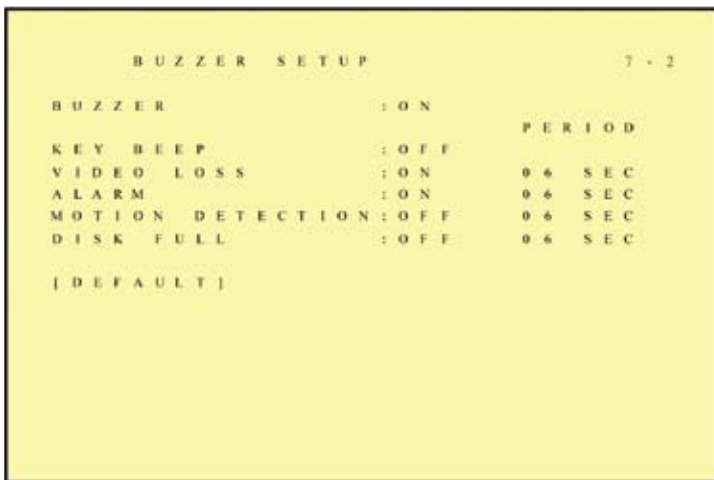 BUZZER SETUP 7-2
BUZZER :ON
PERIOD
KEY BEEP :OFF
VIDEO LOSS :ON 06 SEC
ALARM :ON 06 SEC
MOTION DETECTION:OFF 06 SEC
DISK FULL :OFF 06 SEC
[DEFAULT]